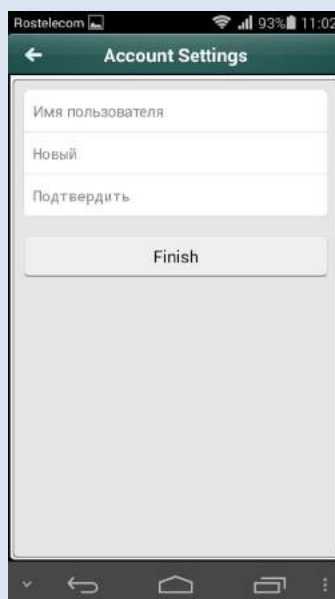 Rostelecom 93% 11:02
Account Settings
Имя пользователя
Новый
Подтвердить
Finish